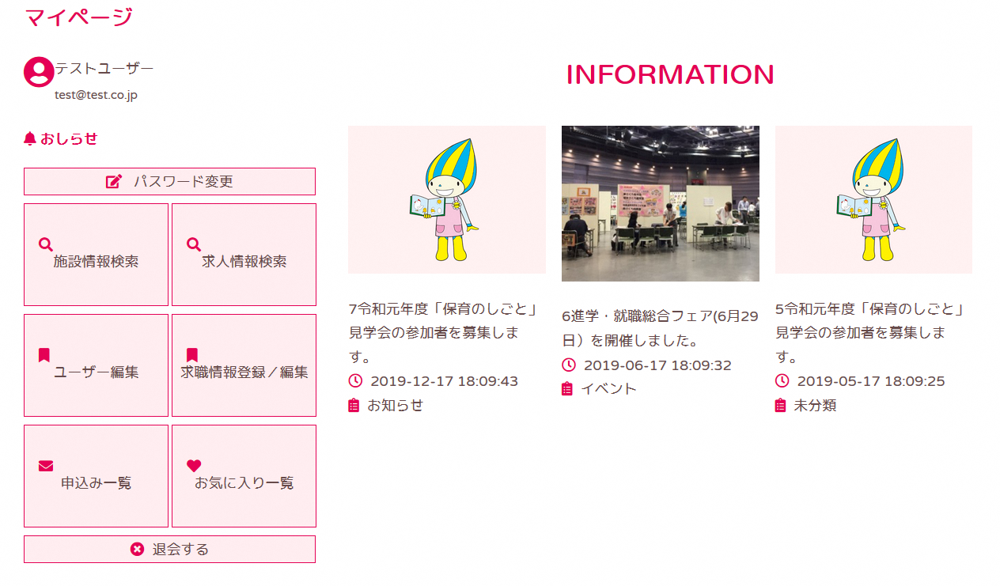 マイページ
テストユーザー
test@test.co.jp
おしらせ
パスワード変更
施設情報検索
求人情報検索
ユーザー編集
求職情報登録／編集
申込み一覧
お気に入り一覧
退会する
INFORMATION
7令和元年度「保育のしごと」
見学会の参加者を募集しま
す。
2019-12-17 18:09:43
お知らせ
6進学・就職総合フェア(6月29
日）を開催しました。
2019-06-17 18:09:32
イベント
5令和元年度「保育のしごと」
見学会の参加者を募集しま
す。
2019-05-17 18:09:25
未分類